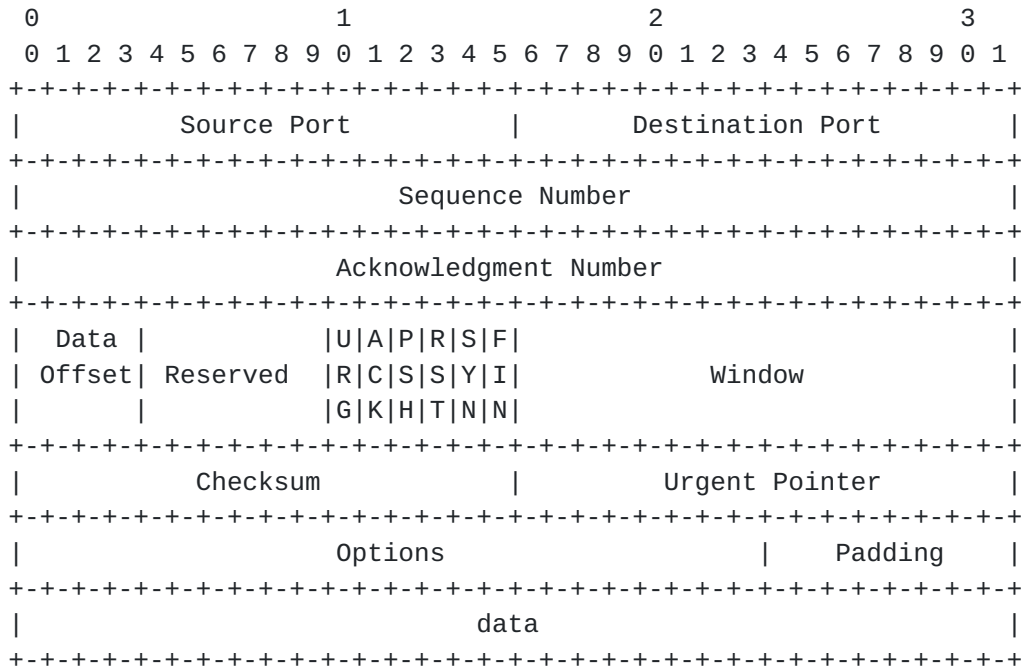 0                   1                   2                   3
 0 1 2 3 4 5 6 7 8 9 0 1 2 3 4 5 6 7 8 9 0 1 2 3 4 5 6 7 8 9 0 1
+-+-+-+-+-+-+-+-+-+-+-+-+-+-+-+-+-+-+-+-+-+-+-+-+-+-+-+-+-+-+-+-+
|          Source Port          |       Destination Port        |
+-+-+-+-+-+-+-+-+-+-+-+-+-+-+-+-+-+-+-+-+-+-+-+-+-+-+-+-+-+-+-+-+
|                        Sequence Number                        |
+-+-+-+-+-+-+-+-+-+-+-+-+-+-+-+-+-+-+-+-+-+-+-+-+-+-+-+-+-+-+-+-+
|                    Acknowledgment Number                      |
+-+-+-+-+-+-+-+-+-+-+-+-+-+-+-+-+-+-+-+-+-+-+-+-+-+-+-+-+-+-+-+-+
|  Data |           |U|A|P|R|S|F|                               |
| Offset| Reserved  |R|C|S|S|Y|I|            Window             |
|       |           |G|K|H|T|N|N|                               |
+-+-+-+-+-+-+-+-+-+-+-+-+-+-+-+-+-+-+-+-+-+-+-+-+-+-+-+-+-+-+-+-+
|           Checksum            |         Urgent Pointer        |
+-+-+-+-+-+-+-+-+-+-+-+-+-+-+-+-+-+-+-+-+-+-+-+-+-+-+-+-+-+-+-+-+
|                    Options                    |    Padding    |
+-+-+-+-+-+-+-+-+-+-+-+-+-+-+-+-+-+-+-+-+-+-+-+-+-+-+-+-+-+-+-+-+
|                             data                              |
+-+-+-+-+-+-+-+-+-+-+-+-+-+-+-+-+-+-+-+-+-+-+-+-+-+-+-+-+-+-+-+-+